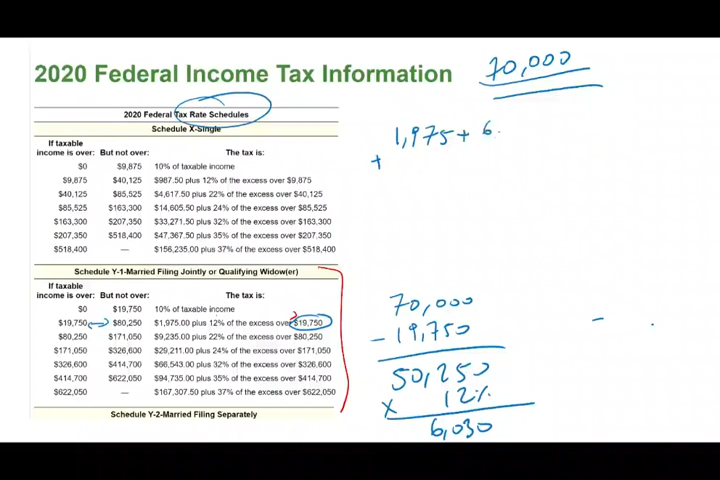 2020 Federal Income Tax Information
70,000
2020 Federal Tax Rate Schedules
Schedule X-Single
If taxable income is over: But not over: The tax is:
$0 $9,875 10% of taxable income
$9,875 $40,125 $987.50 plus 12% of the excess over $9,875
$40,125 $85,525 $4,617.50 plus 22% of the excess over $40,125
$85,525 $163,300 $14,605.50 plus 24% of the excess over $85,525
$163,300 $207,350 $33,271.50 plus 32% of the excess over $163,300
$207,350 $518,400 $47,367.50 plus 35% of the excess over $207,350
$518,400 — $156,235.00 plus 37% of the excess over $518,400
Schedule Y-1-Married Filing Jointly or Qualifying Widow(er)
If taxable income is over: But not over: The tax is:
$0 $19,750 10% of taxable income
$19,750 $80,250 $1,975.00 plus 12% of the excess over $19,750
$80,250 $171,050 $9,235.00 plus 22% of the excess over $80,250
$171,050 $326,600 $29,211.00 plus 24% of the excess over $171,050
$326,600 $414,700 $66,543.00 plus 32% of the excess over $326,600
$414,700 $622,050 $94,735.00 plus 35% of the excess over $414,700
$622,050 — $167,307.50 plus 37% of the excess over $622,050
Schedule Y-2-Married Filing Separately
1,975 + 6
+
70,000
- 19,750
50,250
x 12%
6,030
-